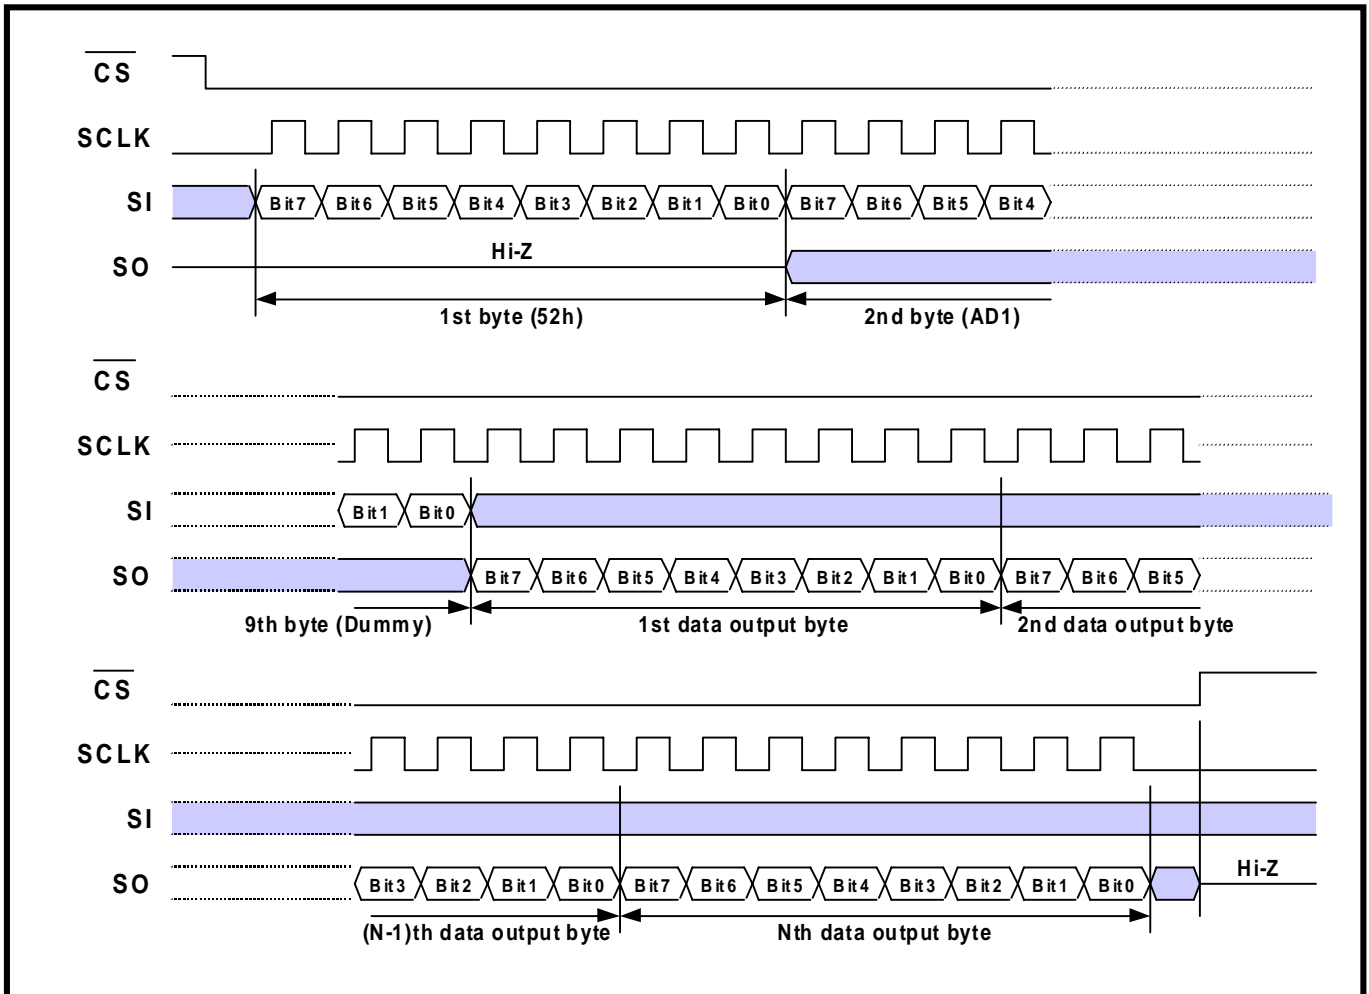 CS
SCLK
SI Bit7 Bit6 Bit5 Bit4 Bit3 Bit2 Bit1 Bit0 Bit7 Bit6 Bit5 Bit4
Hi-Z
SO
1st byte (52h) 2nd byte (AD1)
CS
SCLK
SI Bit1 Bit0
SO Bit7 Bit6 Bit5 Bit4 Bit3 Bit2 Bit1 Bit0 Bit7 Bit6 Bit5
9th byte (Dummy) 1st data output byte 2nd data output byte
CS
SCLK
SI
SO Bit3 Bit2 Bit1 Bit0 Bit7 Bit6 Bit5 Bit4 Bit3 Bit2 Bit1 Bit0 Hi-Z
(N-1)th data output byte Nth data output byte